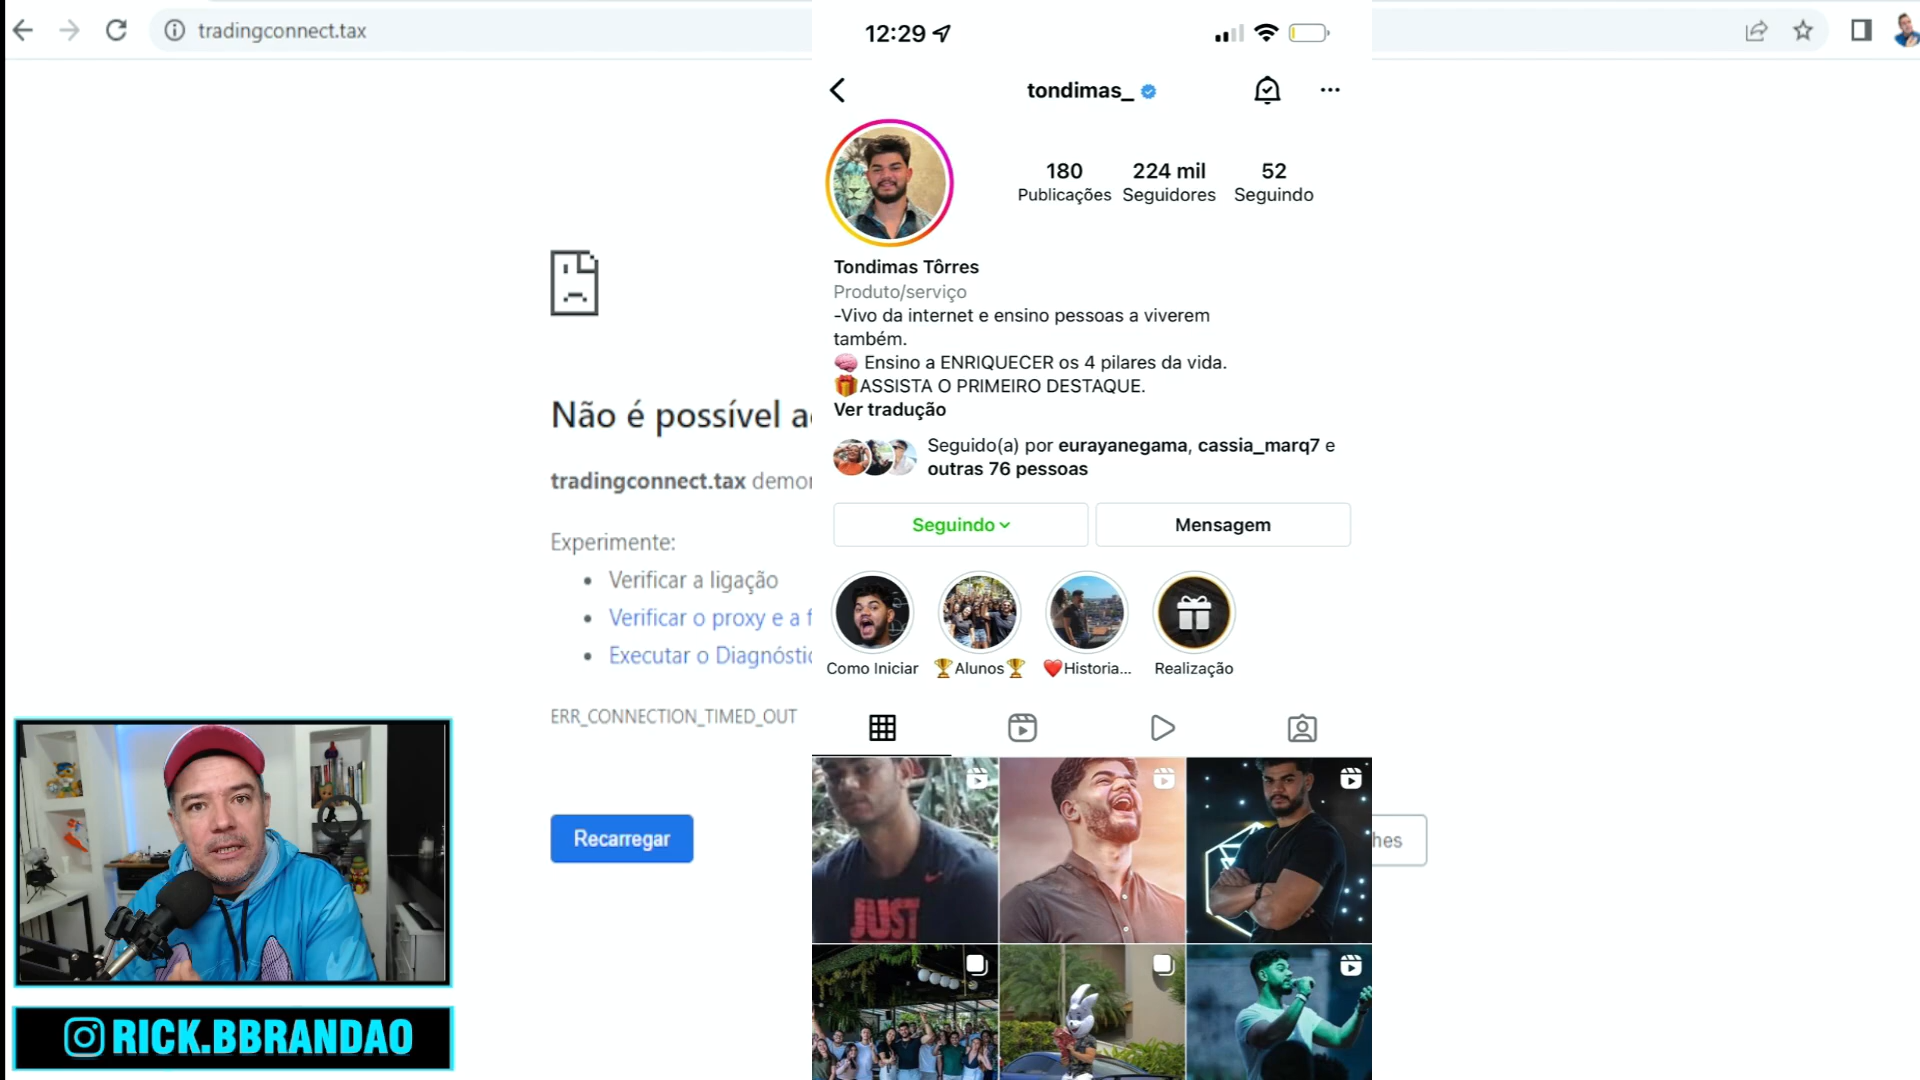 tradingconnect.tax
12:29
tondimas_
180
224 mil
52
Publicações
Seguidores
Seguindo
Tondimas Tôrres
Produto/serviço
-Vivo da internet e ensino pessoas a viverem
também.
🧠 Ensino a ENRIQUECER os 4 pilares da vida.
🎁ASSISTA O PRIMEIRO DESTAQUE.
Ver tradução
Seguido(a) por eurayanegama, cassia_marq7 e
outras 76 pessoas
Seguindo
Mensagem
Como Iniciar
🏆Alunos🏆
❤️Historia...
Realização
JUST
Não é possível a
tradingconnect.tax demo
Experimente:
• Verificar a ligação
• Verificar o proxy e a f
• Executar o Diagnósti
ERR_CONNECTION_TIMED_OUT
Recarregar
hes
RICK.BBRANDAO